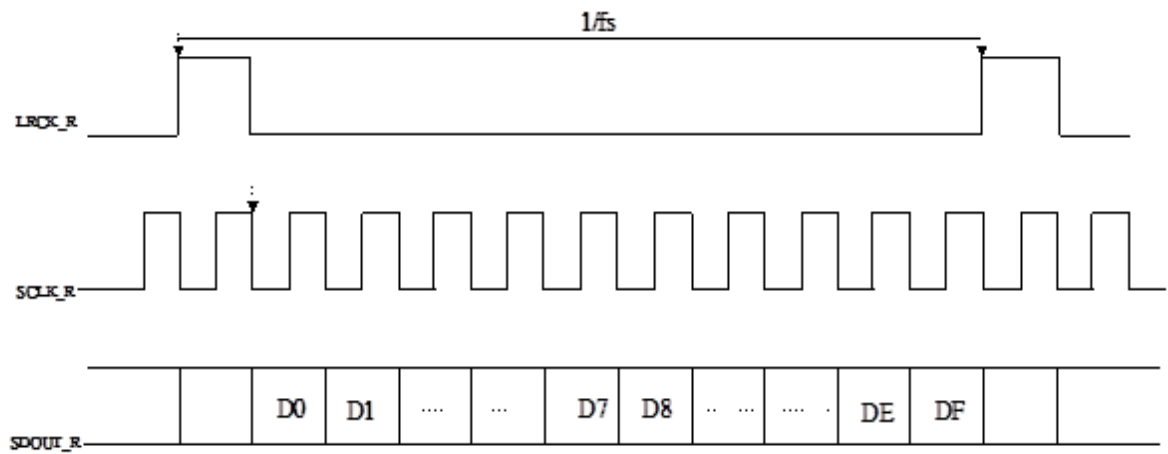 1/fs
LRCK_R
SCLK_R
D0 D1 .... ... D7 D8 .. ... .... . DE DF
SDOUT_R